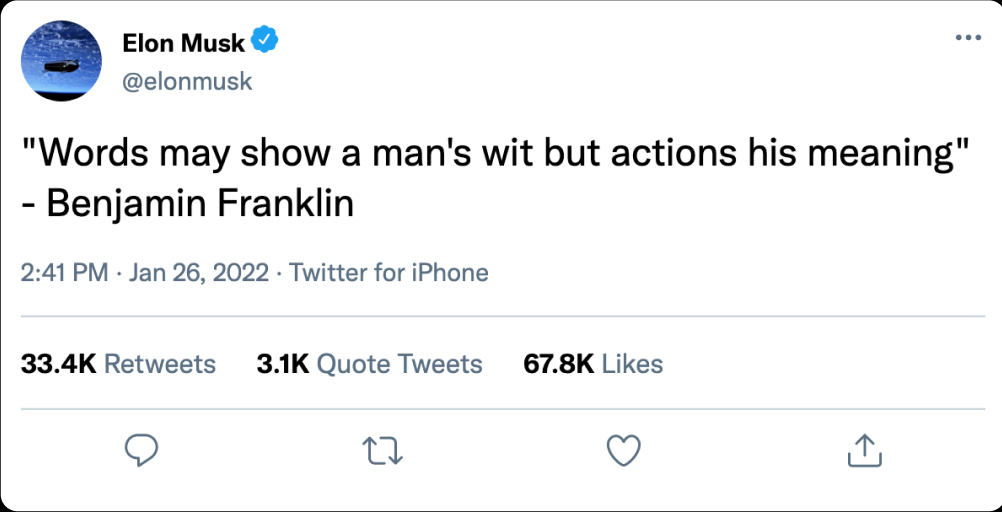 Elon Musk
@elonmusk
"Words may show a man's wit but actions his meaning"
- Benjamin Franklin
2:41 PM · Jan 26, 2022 · Twitter for iPhone
33.4K Retweets 3.1K Quote Tweets 67.8K Likes